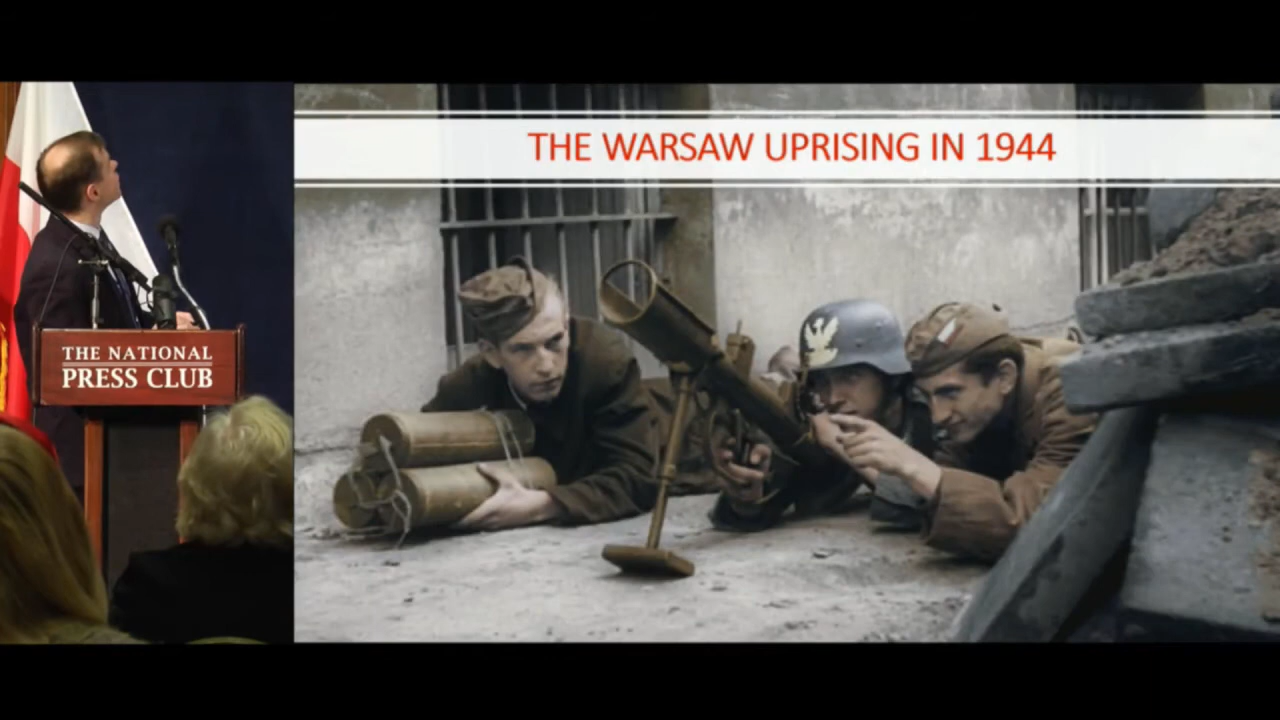 THE WARSAW UPRISING IN 1944
THE NATIONAL
PRESS CLUB